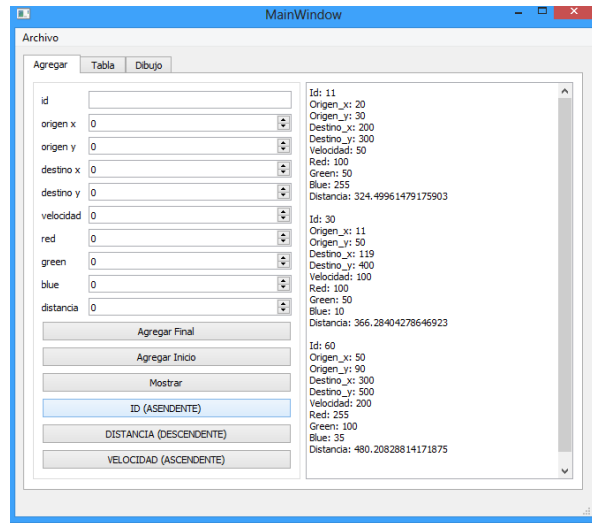 MainWindow
Archivo
Agregar Tabla Dibujo
id
origen x 0
origen y 0
destino x 0
destino y 0
velocidad 0
red 0
green 0
blue 0
distancia 0
Agregar Final
Agregar Inicio
Mostrar
ID (ASENDENTE)
DISTANCIA (DESCENDENTE)
VELOCIDAD (ASCENDENTE)
Id: 11
Origen_x: 20
Origen_y: 30
Destino_x: 200
Destino_y: 300
Velocidad: 50
Red: 100
Green: 50
Blue: 255
Distancia: 324.49961479175903
Id: 30
Origen_x: 11
Origen_y: 50
Destino_x: 119
Destino_y: 400
Velocidad: 100
Red: 100
Green: 50
Blue: 10
Distancia: 366.28404278646923
Id: 60
Origen_x: 50
Origen_y: 90
Destino_x: 300
Destino_y: 500
Velocidad: 200
Red: 255
Green: 100
Blue: 35
Distancia: 480.20828814171875